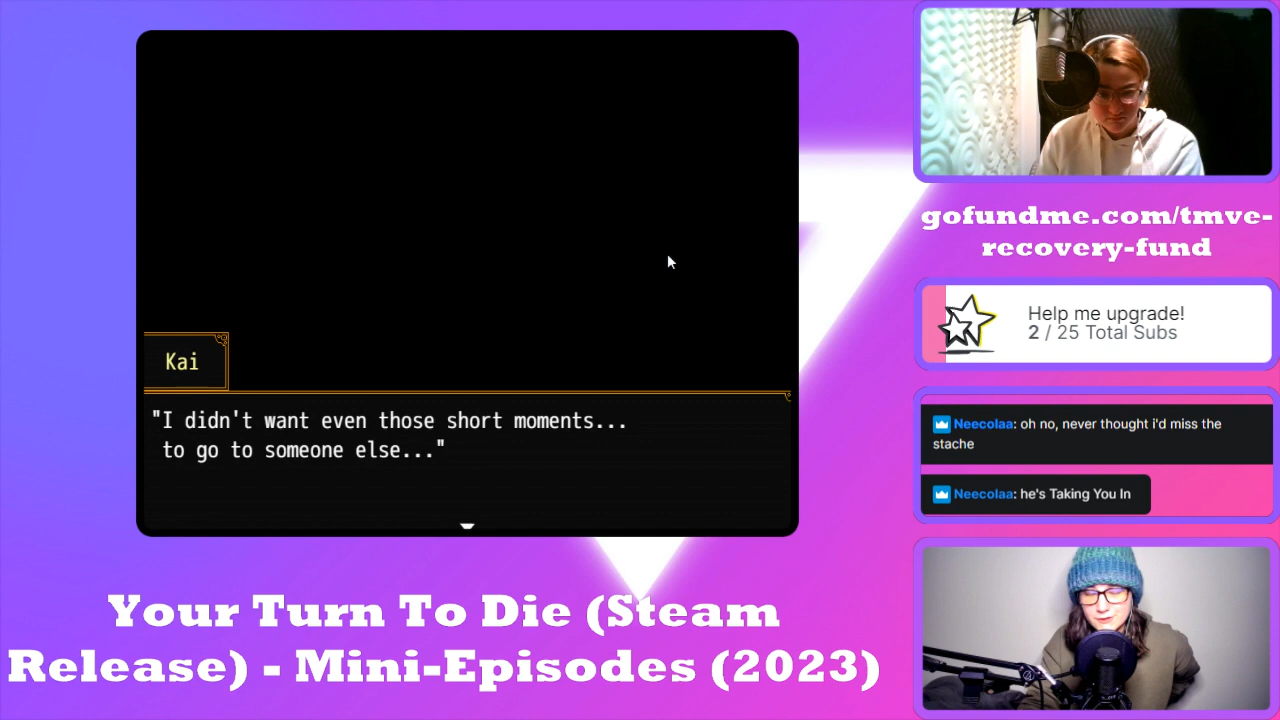 Kai
"I didn't want even those short moments...
to go to someone else..."
Your Turn To Die (Steam
Release) - Mini-Episodes (2023)
gofundme.com/tmve-
recovery-fund
Help me upgrade!
2 / 25 Total Subs
Neecolaa: oh no, never thought i'd miss the
stache
Neecolaa: he's Taking You In